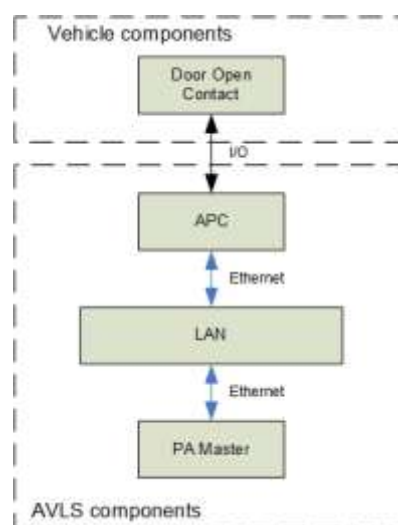 Vehicle components
Door Open
Contact
I/O
APC
Ethernet
LAN
Ethernet
PA Master
AVLS components